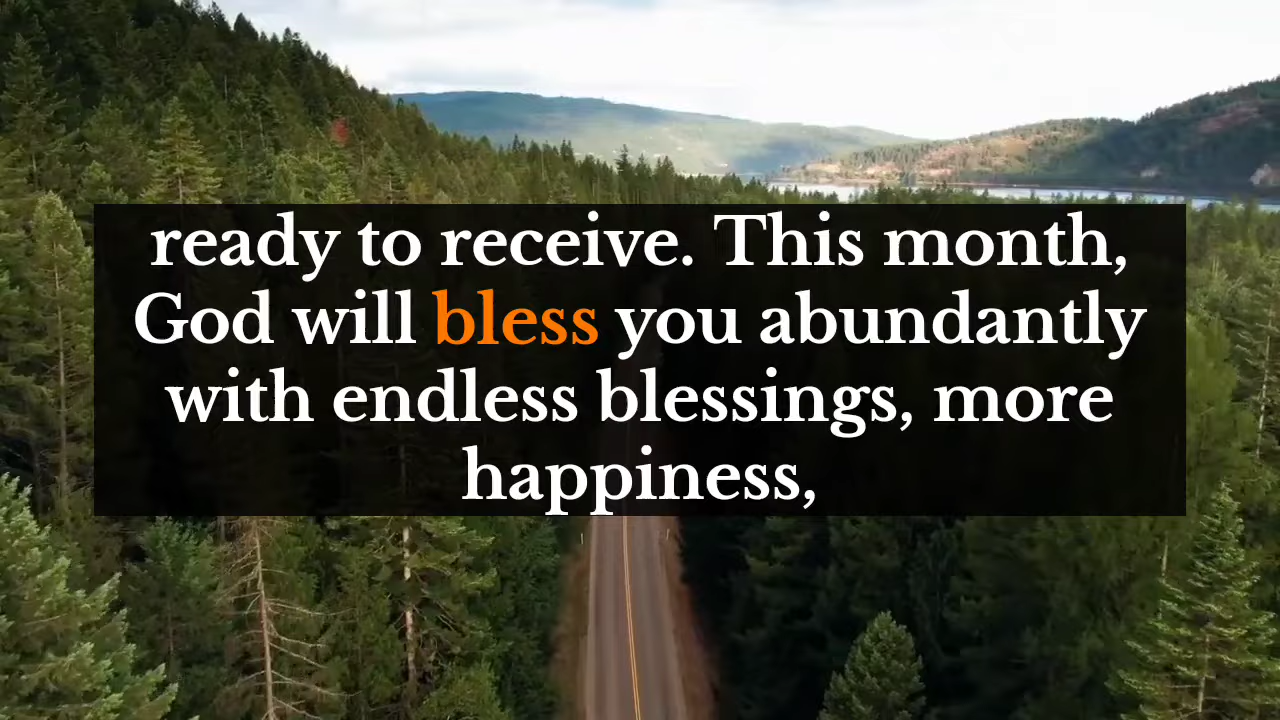 ready to receive. This month,
God will bless you abundantly
with endless blessings, more
happiness,